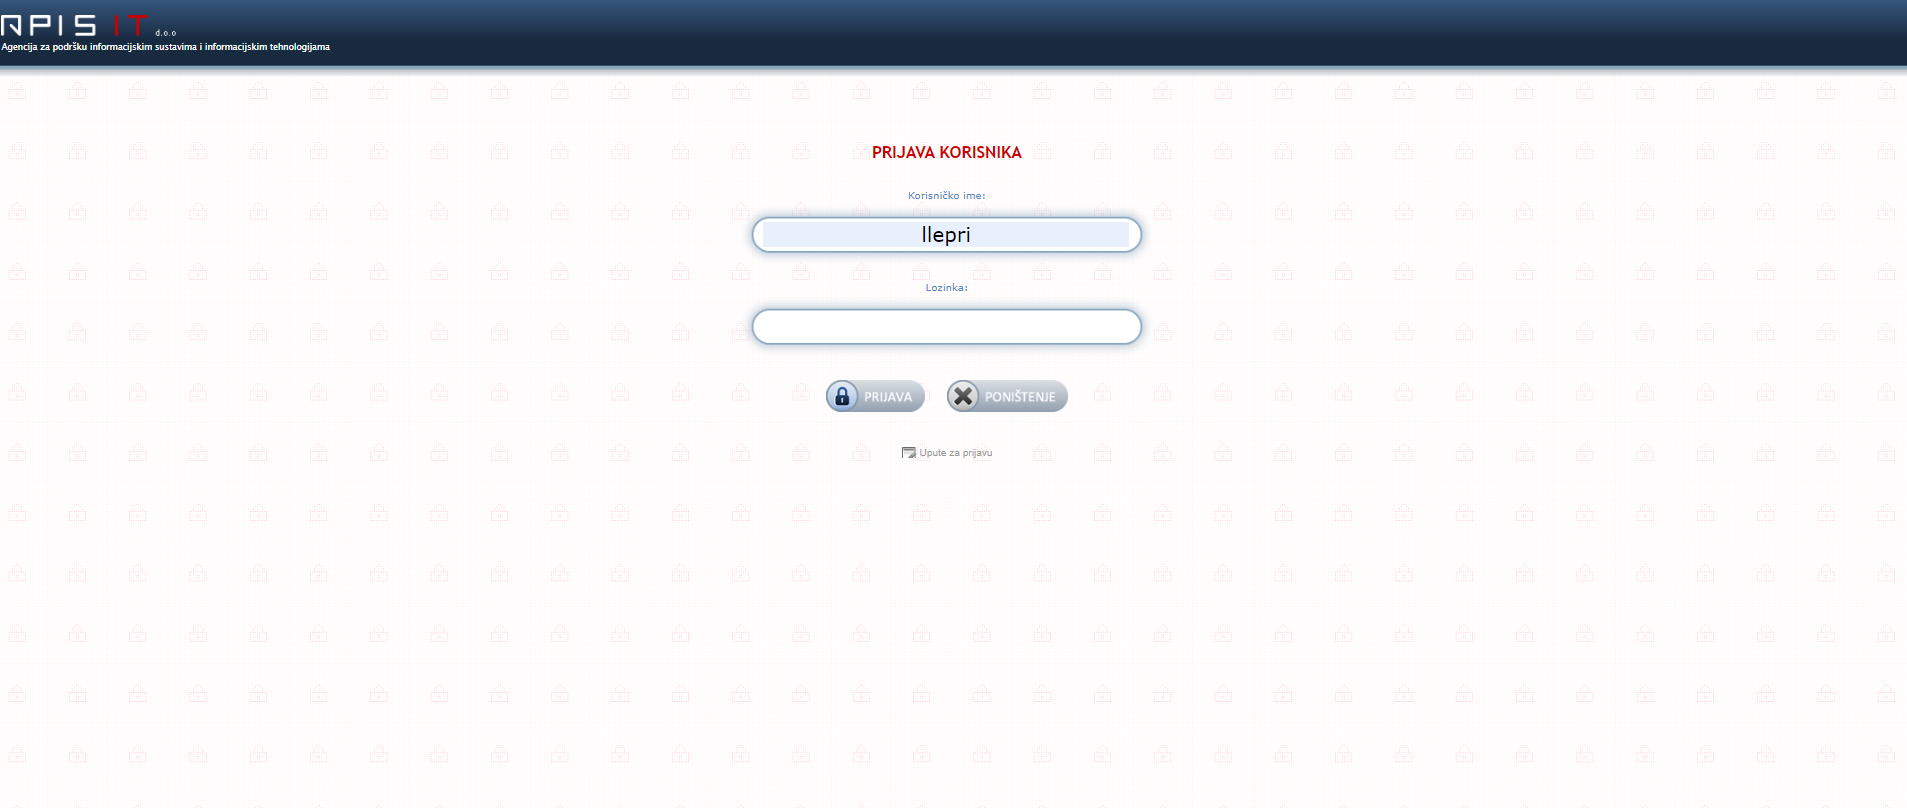 APIS IT d.o.o
Agencija za podršku informacijskim sustavima i informacijskim tehnologijama
PRIJAVA KORISNIKA
Korisničko ime:
llepri
Lozinka:
PRIJAVA PONIŠTENJE
Upute za prijavu